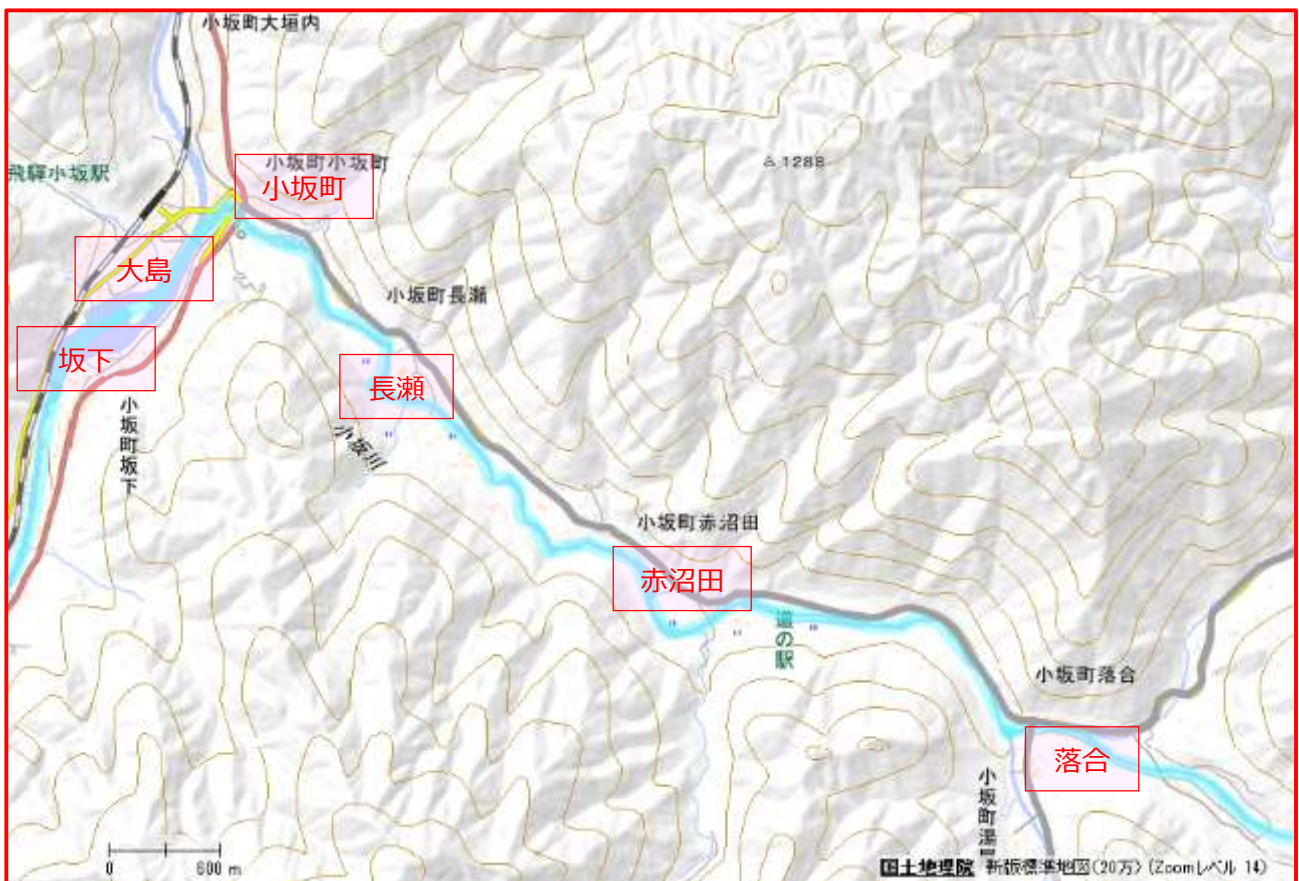 小坂町大垣内
飛騨小坂駅
小坂町小坂町
小坂町
1288
大島
小坂町長瀬
坂下
長瀬
小坂町坂下
小坂川
小坂町赤沼田
赤沼田
道の駅
小坂町落合
落合
小坂町湯
0 600 m
国土地理院 新版標準地図(20万) (Zoomレベル 14)